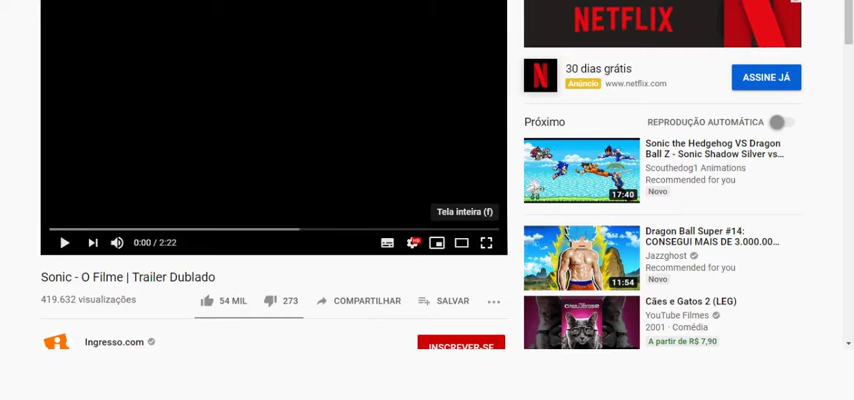 NETFLIX
30 dias grátis
Anúncio www.netflix.com
ASSINE JÁ
Próximo
REPRODUÇÃO AUTOMÁTICA
Sonic the Hedgehog VS Dragon
Ball Z - Sonic Shadow Silver vs...
Scouthedog1 Animations
Recommended for you
Novo
17:40
Dragon Ball Super #14:
CONSEGUI MAIS DE 3.000.00...
Jazzghost
Recommended for you
Novo
11:54
Cães e Gatos 2 (LEG)
YouTube Filmes
2001 · Comédia
A partir de R$ 7,90
Tela inteira (f)
0:00 / 2:22
HD
Sonic - O Filme | Trailer Dublado
419.632 visualizações
54 MIL
273
COMPARTILHAR
SALVAR
Ingresso.com
INSCREVER-SE